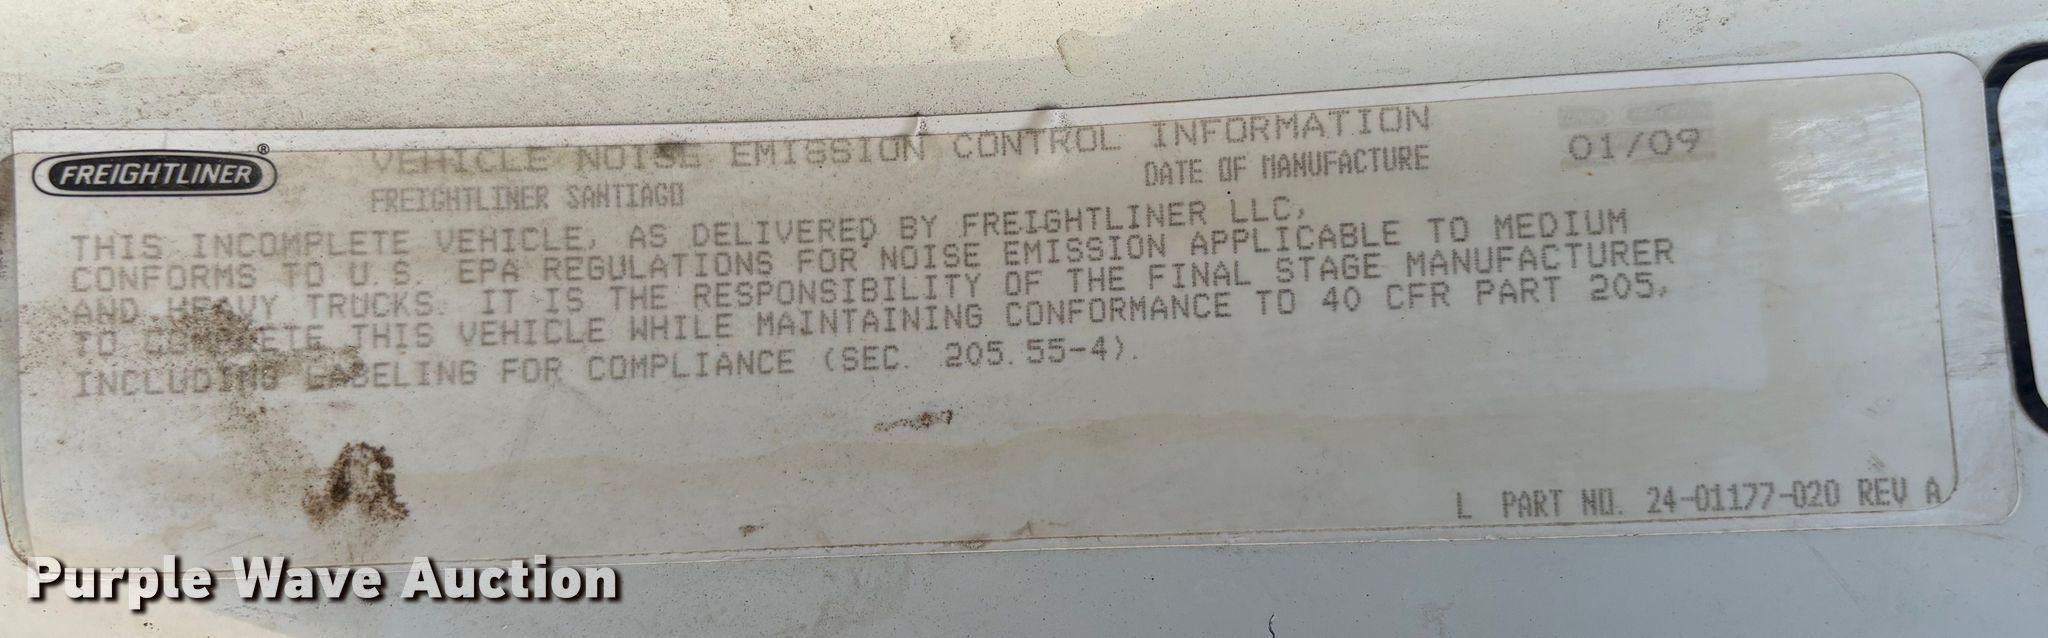 FREIGHTLINER®
VEHICLE NOISE EMISSION CONTROL INFORMATION
FREIGHTLINER SANTIAGO
DATE OF MANUFACTURE 01/09
THIS INCOMPLETE VEHICLE, AS DELIVERED BY FREIGHTLINER LLC,
CONFORMS TO U.S. EPA REGULATIONS FOR NOISE EMISSION APPLICABLE TO MEDIUM
AND HEAVY TRUCKS. IT IS THE RESPONSIBILITY OF THE FINAL STAGE MANUFACTURER
TO COMPLETE THIS VEHICLE WHILE MAINTAINING CONFORMANCE TO 40 CFR PART 205,
INCLUDING LABELING FOR COMPLIANCE (SEC. 205.55-4).
L PART NO. 24-01177-020 REV A
Purple Wave Auction